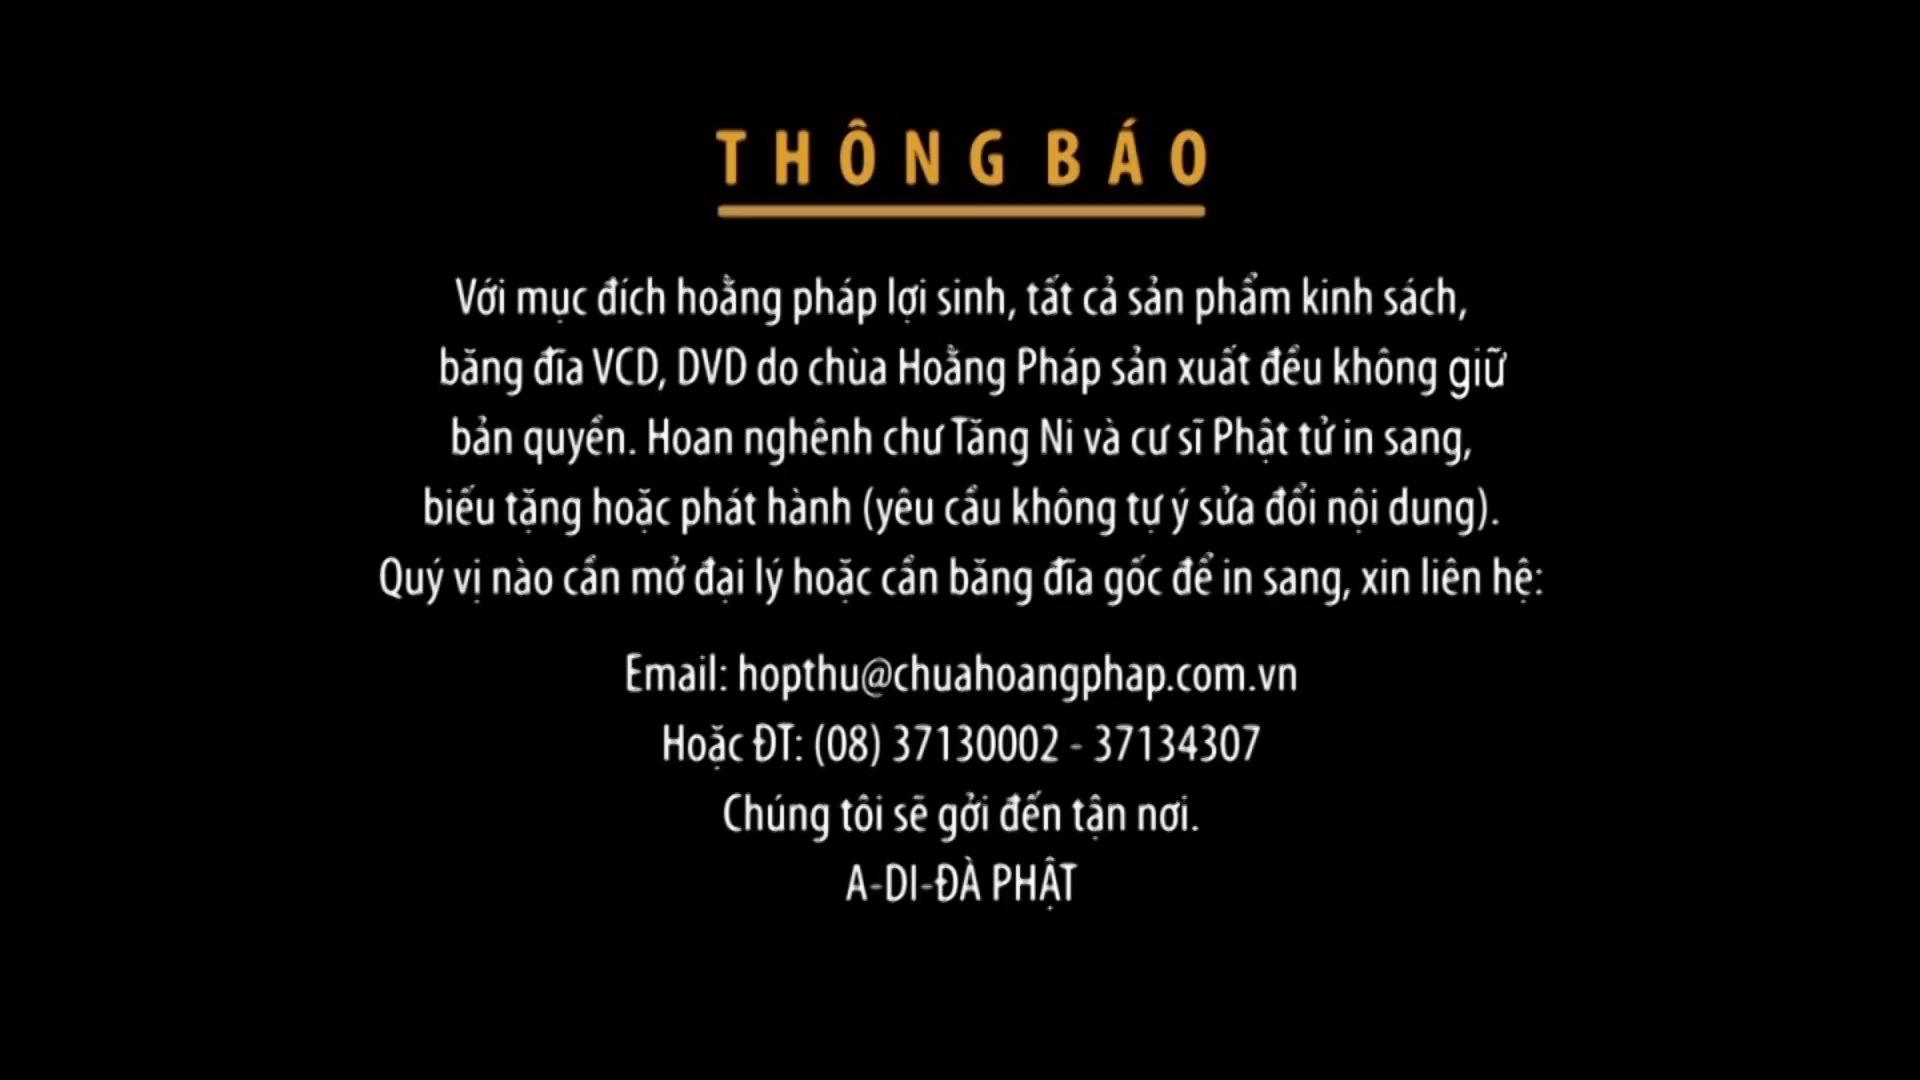 THÔNG BÁO
Với mục đích hoằng pháp lợi sinh, tất cả sản phẩm kinh sách,
băng đĩa VCD, DVD do chùa Hoằng Pháp sản xuất đều không giữ
bản quyền. Hoan nghênh chư Tăng Ni và cư sĩ Phật tử in sang,
biếu tặng hoặc phát hành (yêu cầu không tự ý sửa đổi nội dung).
Quý vị nào cần mở đại lý hoặc cần băng đĩa gốc để in sang, xin liên hệ:
Email: hopthu@chuahoangphap.com.vn
Hoặc ĐT: (08) 37130002 - 37134307
Chúng tôi sẽ gởi đến tận nơi.
A-DI-ĐÀ PHẬT